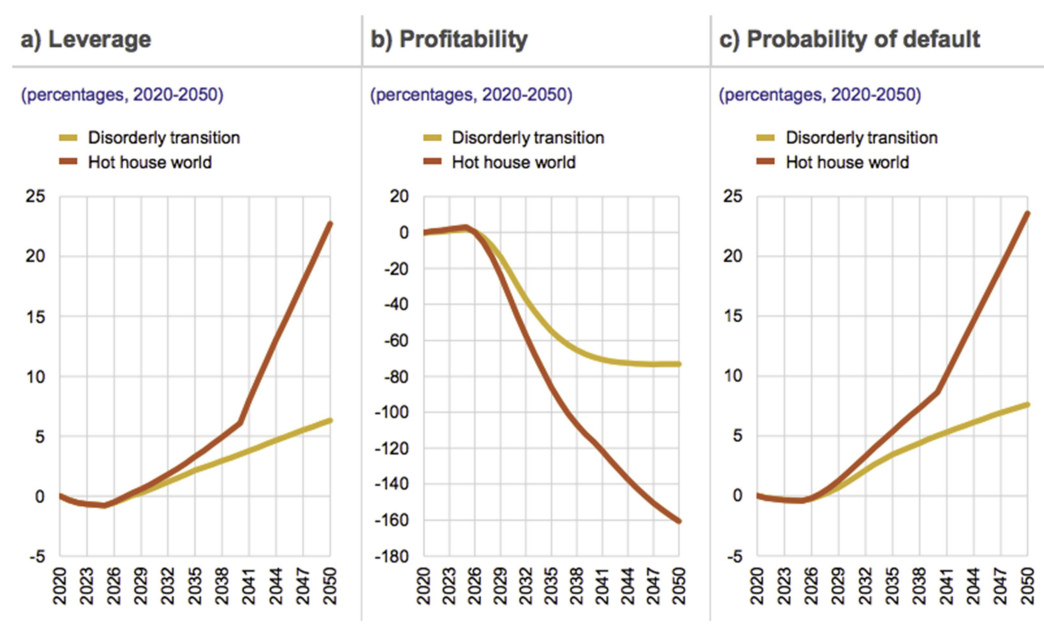 a) Leverage
(percentages, 2020-2050)
Disorderly transition
Hot house world
25
20
15
10
5
0
-5
2020 2023 2026 2029 2032 2035 2038 2041 2044 2047 2050
b) Profitability
(percentages, 2020-2050)
Disorderly transition
Hot house world
20
0
-20
-40
-60
-80
-100
-120
-140
-160
-180
2020 2023 2026 2029 2032 2035 2038 2041 2044 2047 2050
c) Probability of default
(percentages, 2020-2050)
Disorderly transition
Hot house world
25
20
15
10
5
0
-5
2020 2023 2026 2029 2032 2035 2038 2041 2044 2047 2050